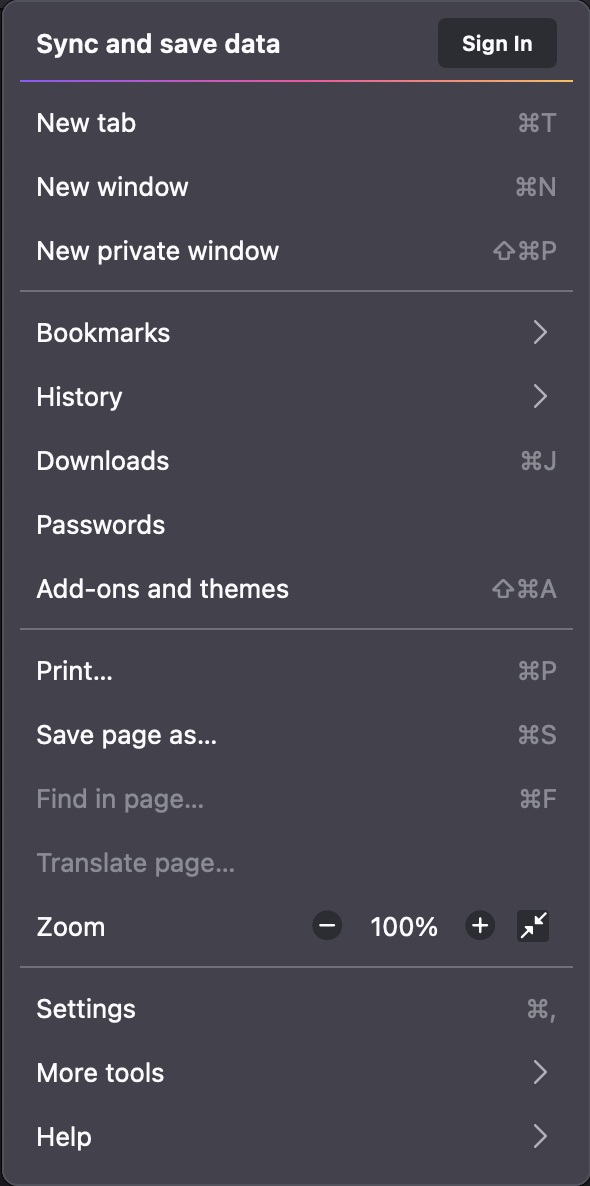 Sync and save data Sign In
New tab ⌘T
New window ⌘N
New private window ⇧⌘P
Bookmarks
History
Downloads ⌘J
Passwords
Add-ons and themes ⇧⌘A
Print... ⌘P
Save page as... ⌘S
Find in page... ⌘F
Translate page...
Zoom − 100% +
Settings ⌘,
More tools
Help